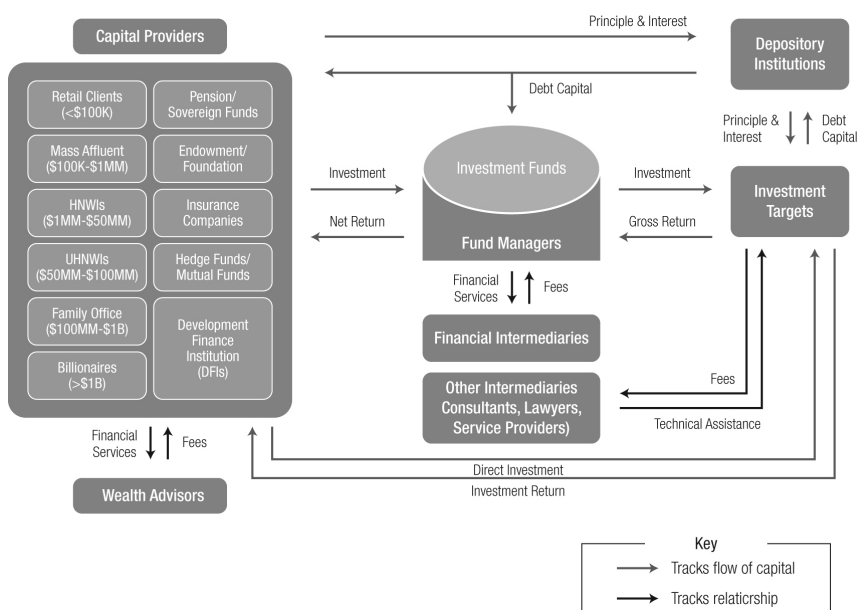 Capital Providers
Retail Clients
(<$100K)
Pension/
Sovereign Funds
Mass Affluent
($100K-$1MM)
Endowment/
Foundation
HNWIs
($1MM-$50MM)
Insurance
Companies
UHNWIs
($50MM-$100MM)
Hedge Funds/
Mutual Funds
Family Office
($100MM-$1B)
Billionaires
(>$1B)
Development
Finance
Institution
(DFIs)
Financial
Services
Fees
Wealth Advisors
Principle & Interest
Debt Capital
Depository
Institutions
Principle &
Interest
Debt
Capital
Investment
Net Return
Investment Funds
Fund Managers
Investment
Gross Return
Investment
Targets
Financial
Services
Fees
Financial Intermediaries
Other Intermediaries
Consultants, Lawyers,
Service Providers)
Fees
Technical Assistance
Direct Investment
Investment Return
Key
Tracks flow of capital
Tracks relaticrship